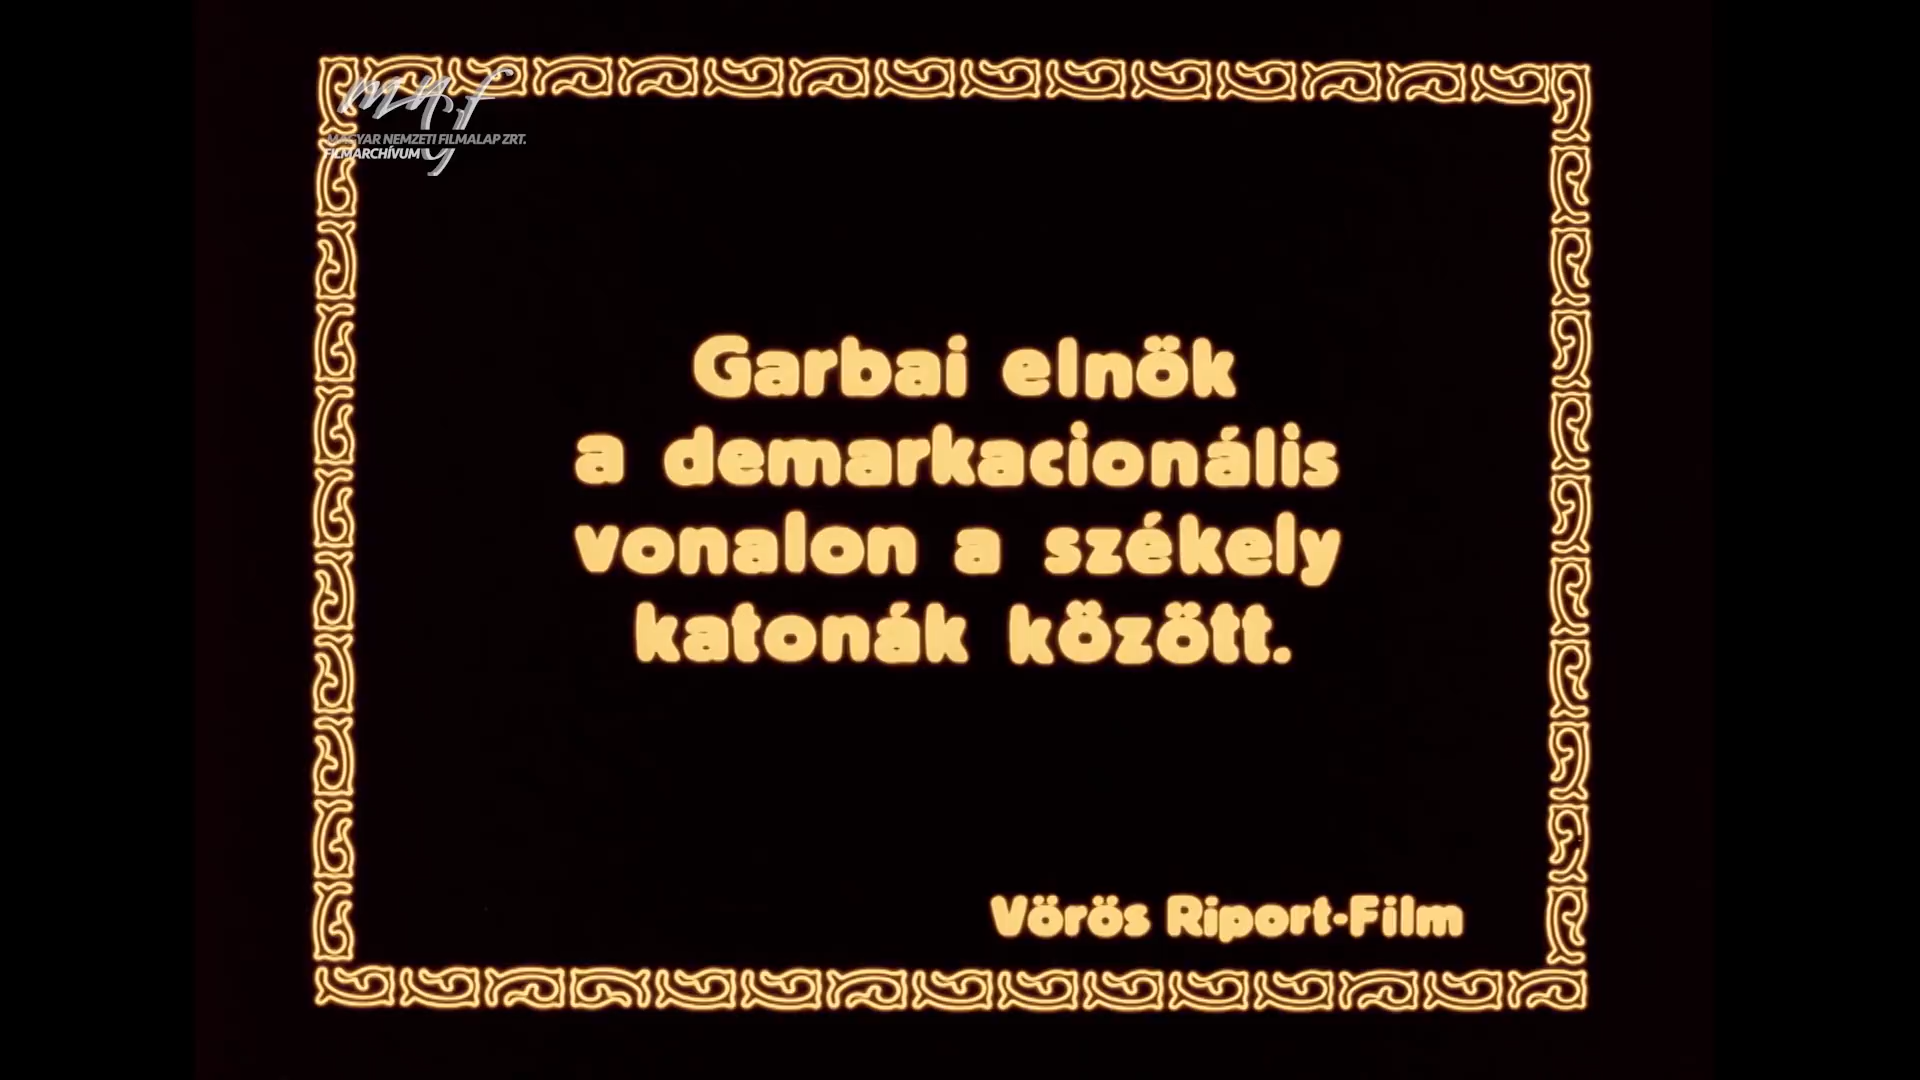 MAGYAR NEMZETI FILMALAP ZRT.
FILMARCHÍVUM
Garbai elnök
a demarkacionális
vonalon a székely
katonák között.
Vörös Riport-Film